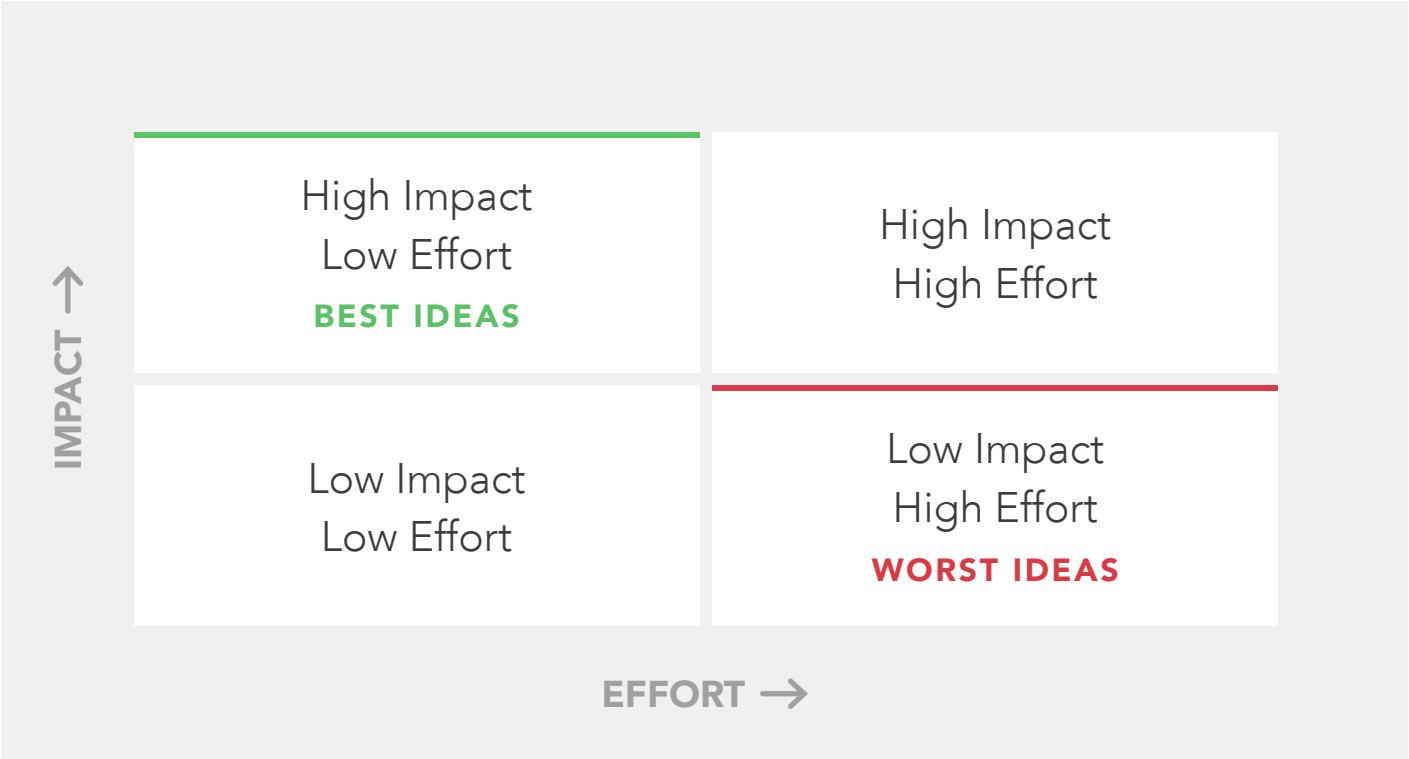 High Impact
Low Effort
BEST IDEAS
High Impact
High Effort
Low Impact
Low Effort
Low Impact
High Effort
WORST IDEAS
IMPACT
EFFORT